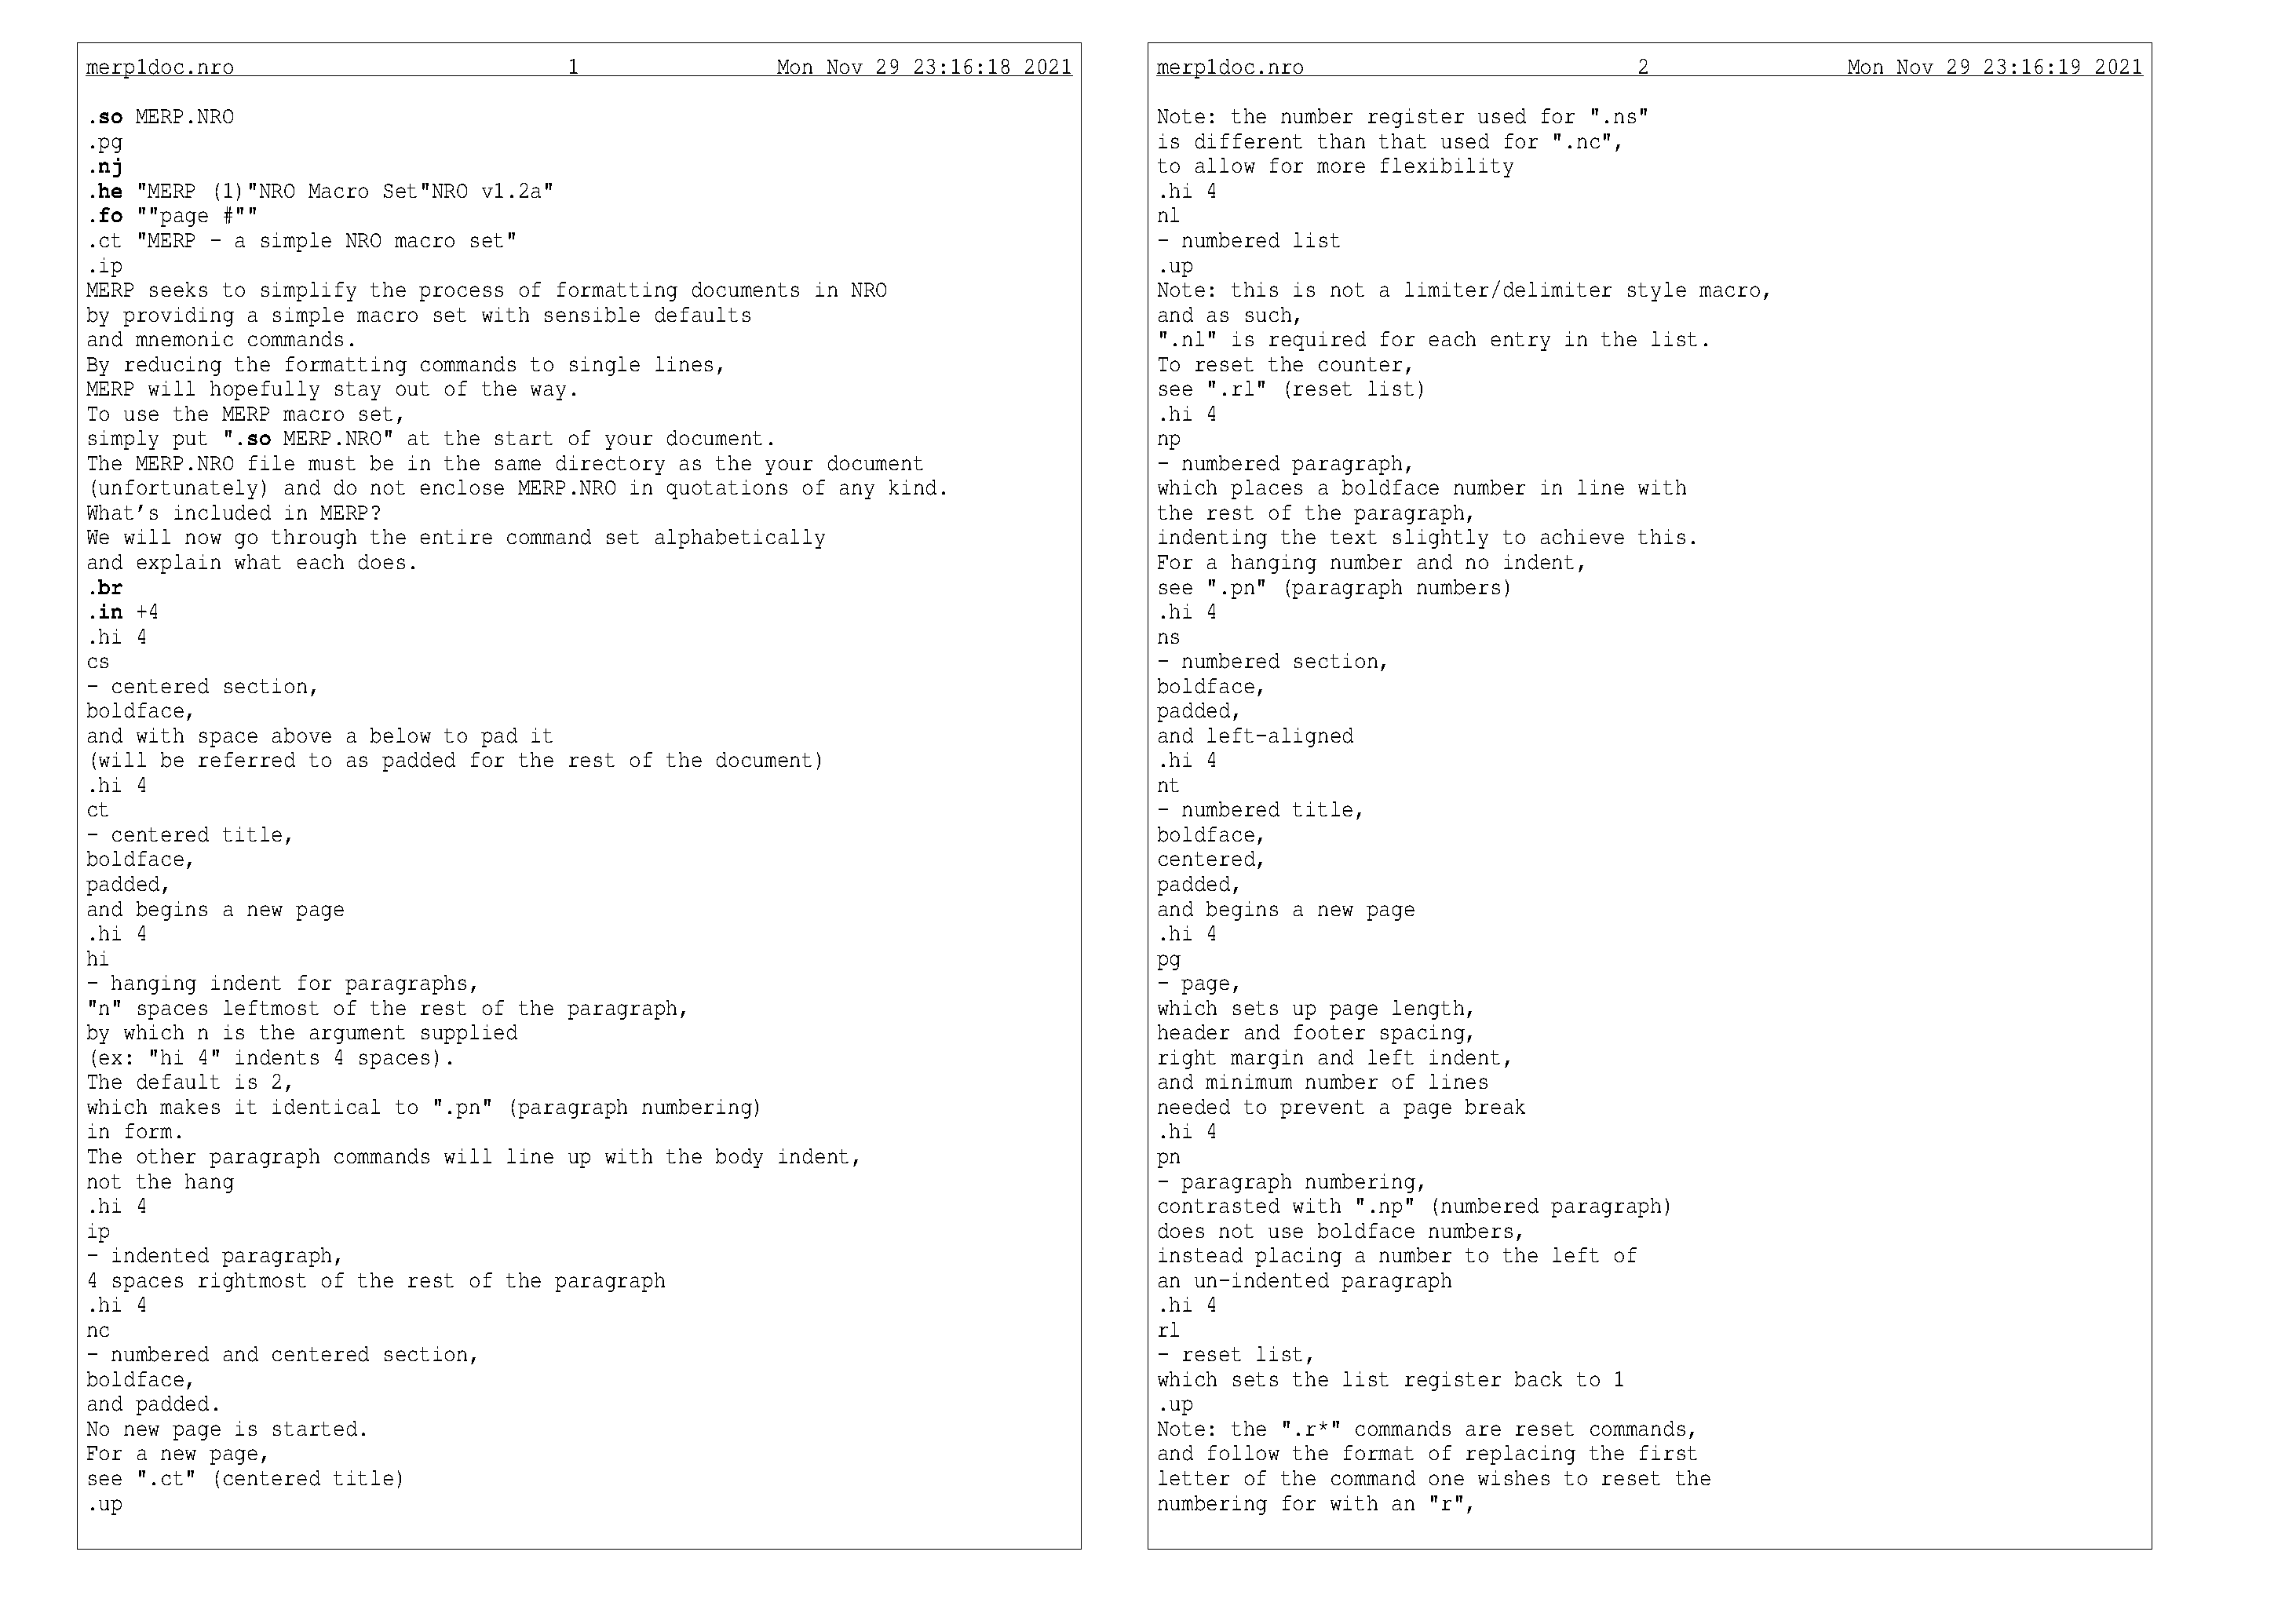 merp1doc.nro 1 Mon Nov 29 23:16:18 2021
.so MERP.NRO
.pg
.nj
.he "MERP (1)"NRO Macro Set"NRO v1.2a"
.fo ""page #""
.ct "MERP - a simple NRO macro set"
.ip
MERP seeks to simplify the process of formatting documents in NRO
by providing a simple macro set with sensible defaults
and mnemonic commands.
By reducing the formatting commands to single lines,
MERP will hopefully stay out of the way.
To use the MERP macro set,
simply put ".so MERP.NRO" at the start of your document.
The MERP.NRO file must be in the same directory as the your document
(unfortunately) and do not enclose MERP.NRO in quotations of any kind.
What's included in MERP?
We will now go through the entire command set alphabetically
and explain what each does.
.br
.in +4
.hi 4
cs
- centered section,
boldface,
and with space above a below to pad it
(will be referred to as padded for the rest of the document)
.hi 4
ct
- centered title,
boldface,
padded,
and begins a new page
.hi 4
hi
- hanging indent for paragraphs,
"n" spaces leftmost of the rest of the paragraph,
by which n is the argument supplied
(ex: "hi 4" indents 4 spaces).
The default is 2,
which makes it identical to ".pn" (paragraph numbering)
in form.
The other paragraph commands will line up with the body indent,
not the hang
.hi 4
ip
- indented paragraph,
4 spaces rightmost of the rest of the paragraph
.hi 4
nc
- numbered and centered section,
boldface,
and padded.
No new page is started.
For a new page,
see ".ct" (centered title)
.up
merp1doc.nro 2 Mon Nov 29 23:16:19 2021
Note: the number register used for ".ns"
is different than that used for ".nc",
to allow for more flexibility
.hi 4
nl
- numbered list
.up
Note: this is not a limiter/delimiter style macro,
and as such,
".nl" is required for each entry in the list.
To reset the counter,
see ".rl" (reset list)
.hi 4
np
- numbered paragraph,
which places a boldface number in line with
the rest of the paragraph,
indenting the text slightly to achieve this.
For a hanging number and no indent,
see ".pn" (paragraph numbers)
.hi 4
ns
- numbered section,
boldface,
padded,
and left-aligned
.hi 4
nt
- numbered title,
boldface,
centered,
padded,
and begins a new page
.hi 4
pg
- page,
which sets up page length,
header and footer spacing,
right margin and left indent,
and minimum number of lines
needed to prevent a page break
.hi 4
pn
- paragraph numbering,
contrasted with ".np" (numbered paragraph)
does not use boldface numbers,
instead placing a number to the left of
an un-indented paragraph
.hi 4
rl
- reset list,
which sets the list register back to 1
.up
Note: the ".r*" commands are reset commands,
and follow the format of replacing the first
letter of the command one wishes to reset the
numbering for with an "r",